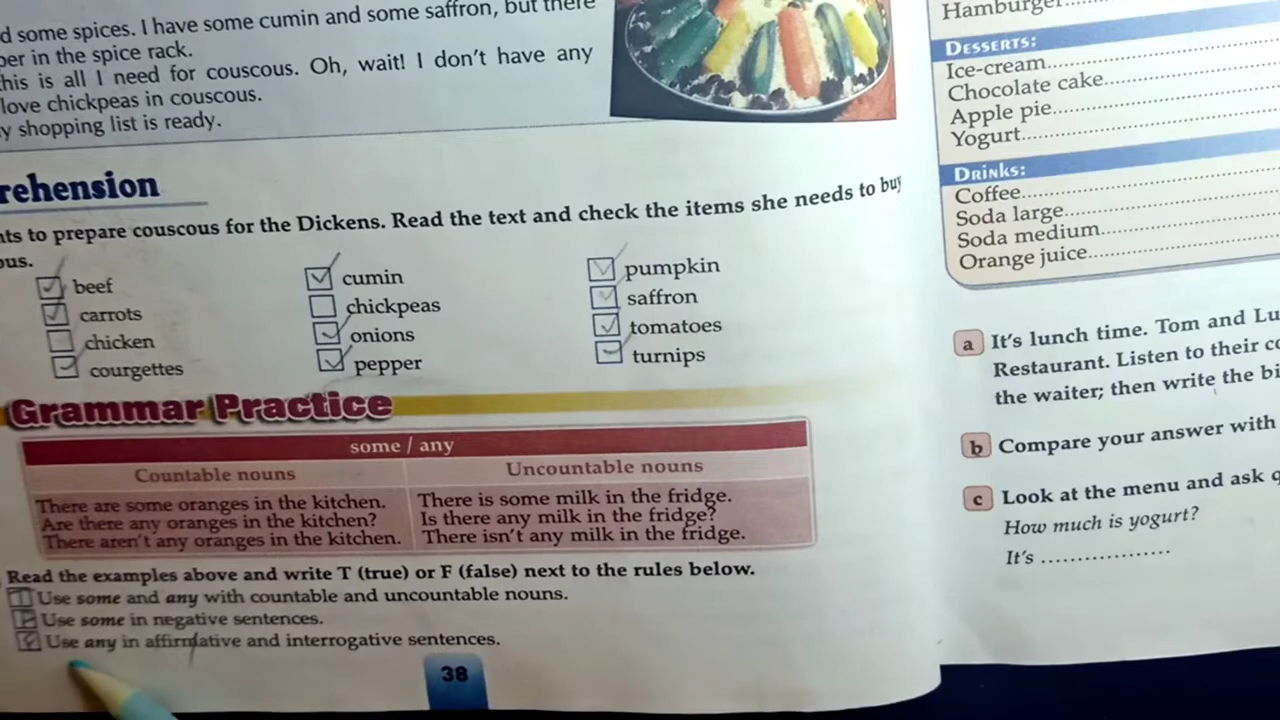 d some spices. I have some cumin and some saffron, but there
per in the spice rack.
his is all I need for couscous. Oh, wait! I don't have any
love chickpeas in couscous.
y shopping list is ready.
rehension
nts to prepare couscous for the Dickens. Read the text and check the items she needs to buy
ous.
beef
carrots
chicken
courgettes
cumin
chickpeas
onions
pepper
pumpkin
saffron
tomatoes
turnips
Grammar Practice
some / any
Countable nouns
There are some oranges in the kitchen.
Are there any oranges in the kitchen?
There aren't any oranges in the kitchen.
Uncountable nouns
There is some milk in the fridge.
Is there any milk in the fridge?
There isn't any milk in the fridge.
Read the examples above and write T (true) or F (false) next to the rules below.
T Use some and any with countable and uncountable nouns.
F Use some in negative sentences.
Use any in affirmative and interrogative sentences.
38
Hamburger......
DESSERTS:
Ice-cream..............................
Chocolate cake......................
Apple pie..............................
Yogurt..................................
DRINKS:
Coffee..................................
Soda large............................
Soda medium........................
Orange juice.........................
a It's lunch time. Tom and Lu
Restaurant. Listen to their co
the waiter; then write the bi
b Compare your answer with
c Look at the menu and ask q
How much is yogurt?
It's ...................